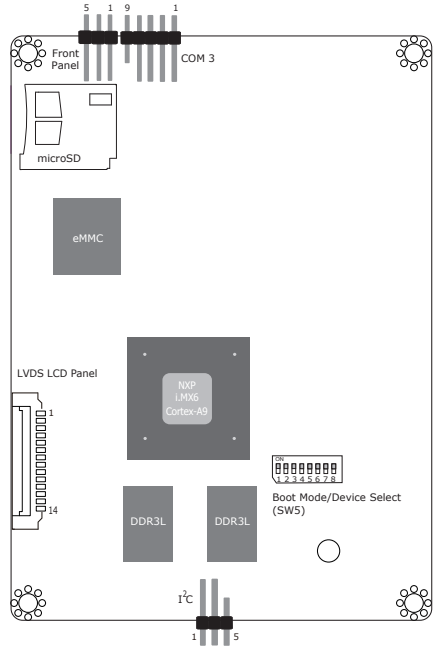 5 1 9 1
Front
Panel
COM 3
microSD
eMMC
NXP
i.MX6
Cortex-A9
LVDS LCD Panel
1
14
ON
1 2 3 4 5 6 7 8
Boot Mode/Device Select
(SW5)
DDR3L
DDR3L
I²C
1 5